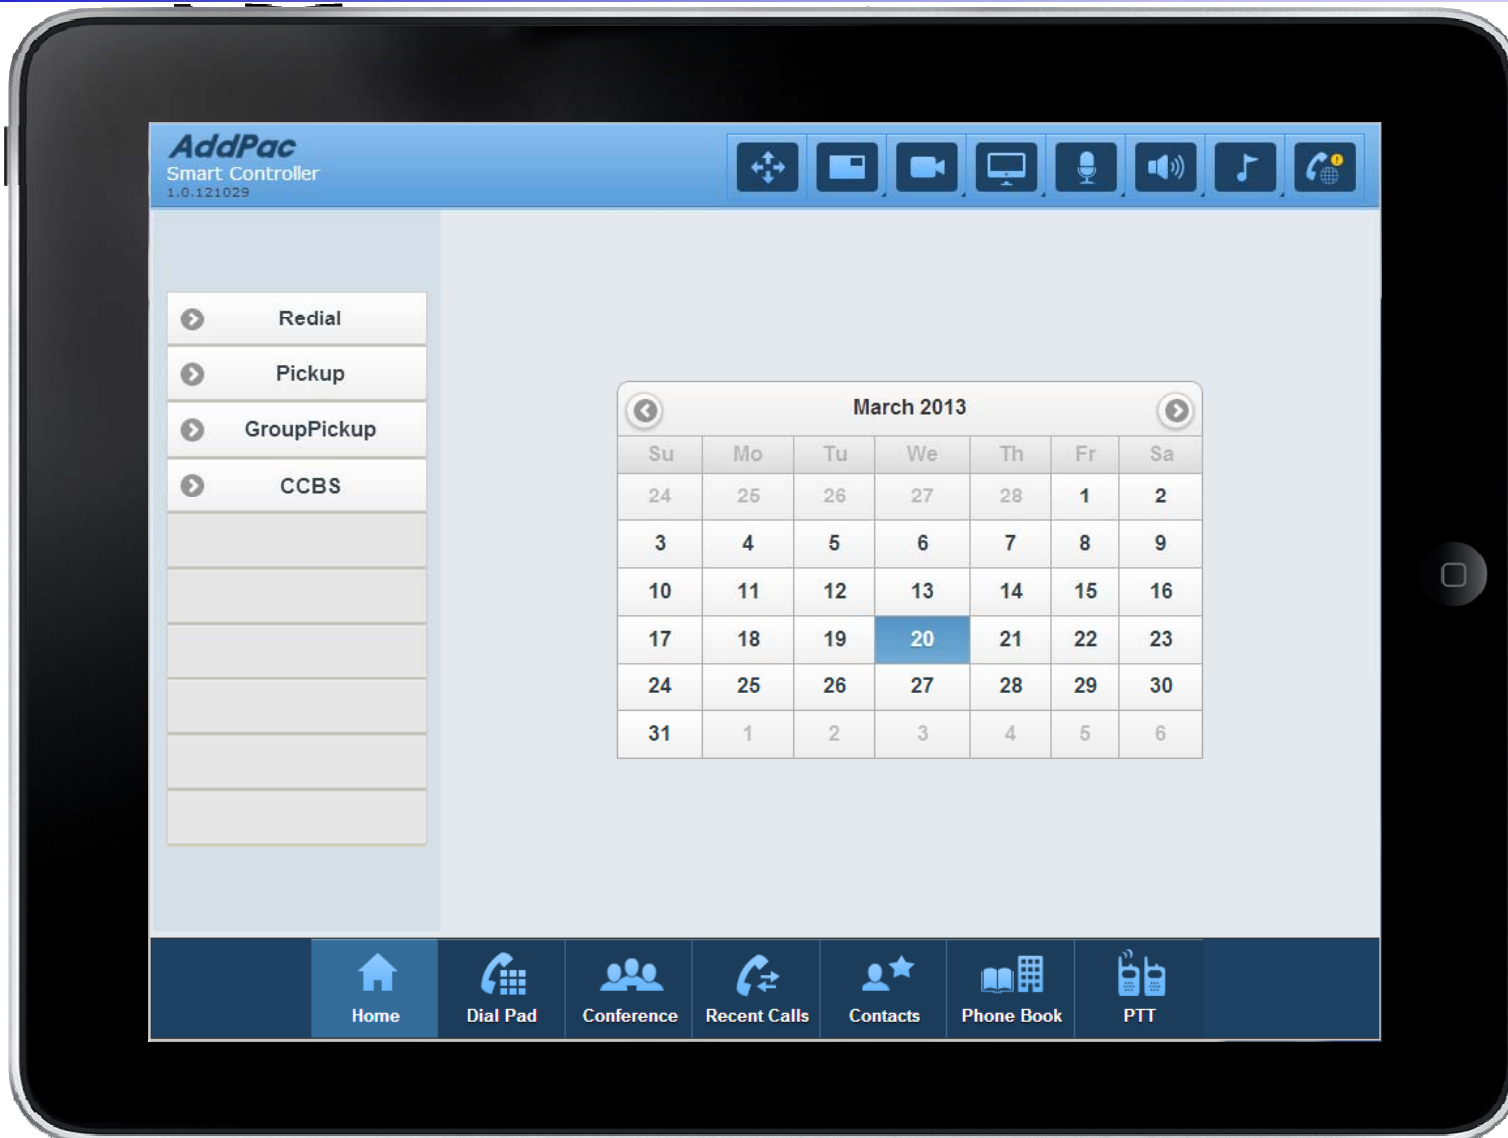 AddPac
Smart Controller
1.0.121029
Redial
Pickup
GroupPickup
CCBS
March 2013
Su Mo Tu We Th Fr Sa
24 25 26 27 28 1 2
3 4 5 6 7 8 9
10 11 12 13 14 15 16
17 18 19 20 21 22 23
24 25 26 27 28 29 30
31 1 2 3 4 5 6
Home Dial Pad Conference Recent Calls Contacts Phone Book PTT